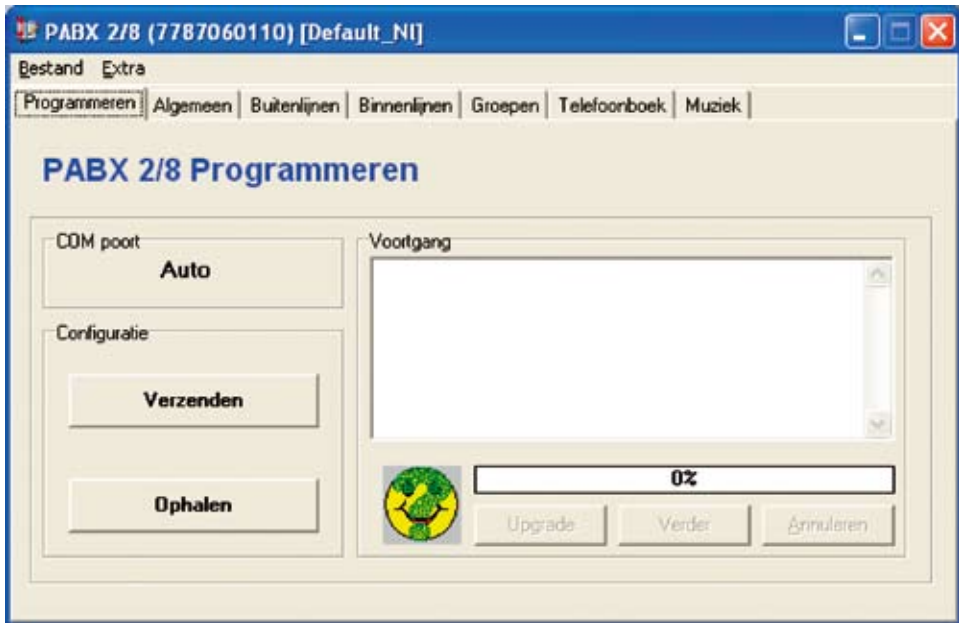 PABX 2/8 (7787060110) [Default_Nl]
Bestand Extra
Programmeren Algemeen Buitenlijnen Binnenlijnen Groepen Telefoonboek Muziek
PABX 2/8 Programmeren
COM poort
Auto
Configuratie
Verzenden
Ophalen
Voortgang
0%
Upgrade Verder Annuleren